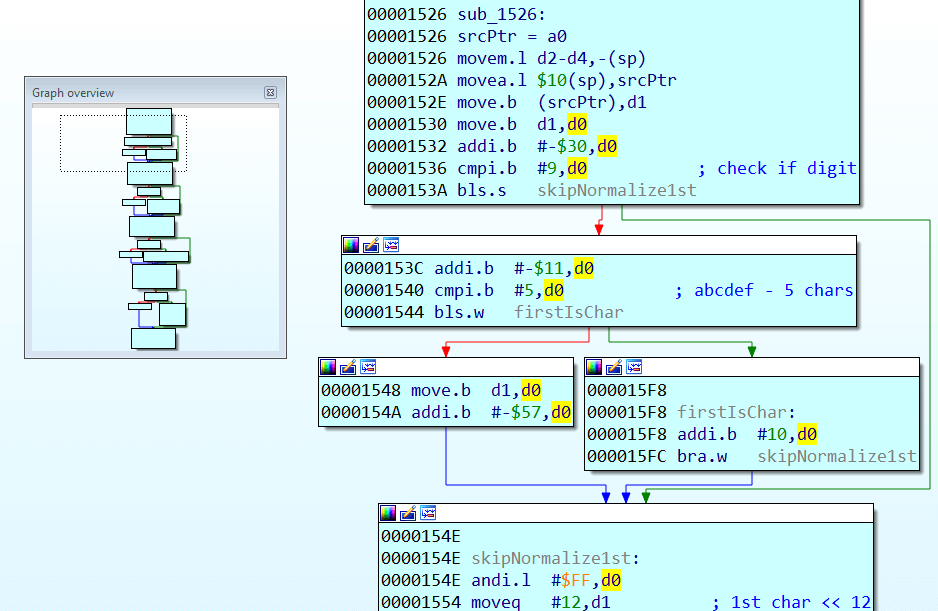 Graph overview
00001526 sub_1526:
00001526 srcPtr = a0
00001526 movem.l d2-d4,-(sp)
0000152A movea.l $10(sp),srcPtr
0000152E move.b (srcPtr),d1
00001530 move.b d1,d0
00001532 addi.b #-$30,d0
00001536 cmpi.b #9,d0 ; check if digit
0000153A bls.s skipNormalize1st
0000153C addi.b #-$11,d0
00001540 cmpi.b #5,d0 ; abcdef - 5 chars
00001544 bls.w firstIsChar
00001548 move.b d1,d0
0000154A addi.b #-$57,d0
000015F8
000015F8 firstIsChar:
000015F8 addi.b #10,d0
000015FC bra.w skipNormalize1st
0000154E
0000154E skipNormalize1st:
0000154E andi.l #$FF,d0
00001554 moveq #12,d1 ; 1st char << 12